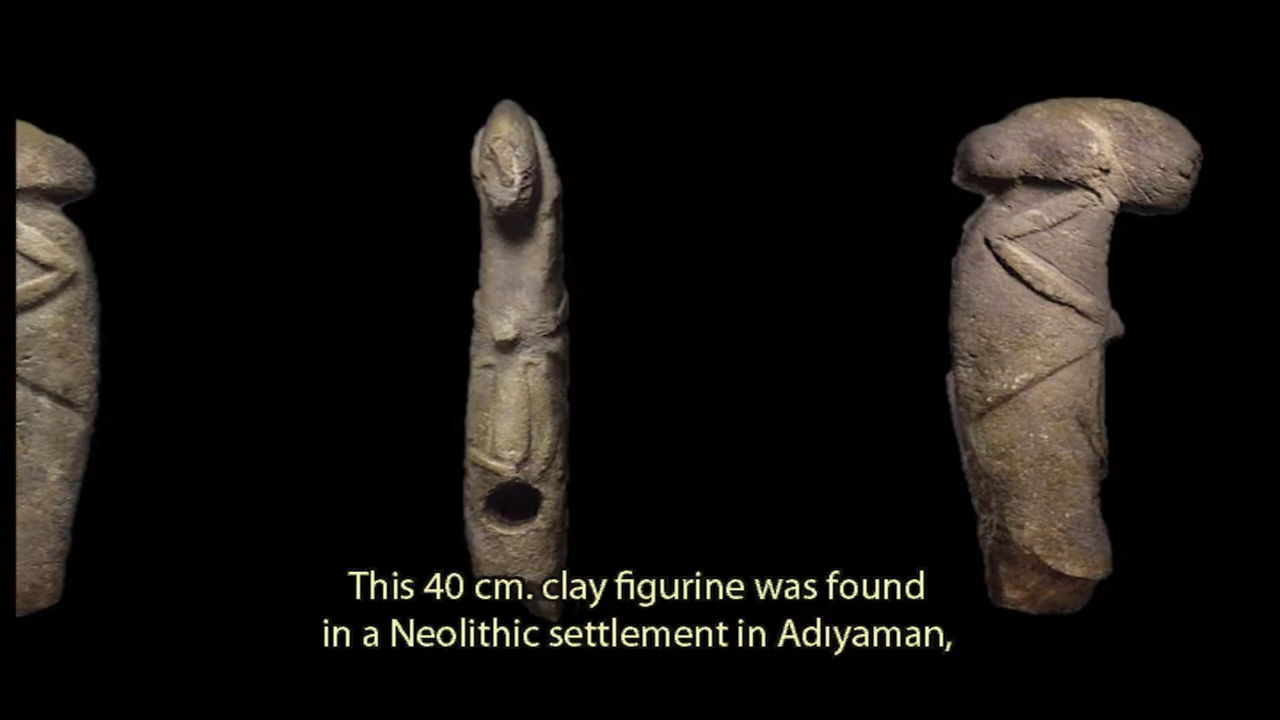 This 40 cm. clay figurine was found
in a Neolithic settlement in Adıyaman,